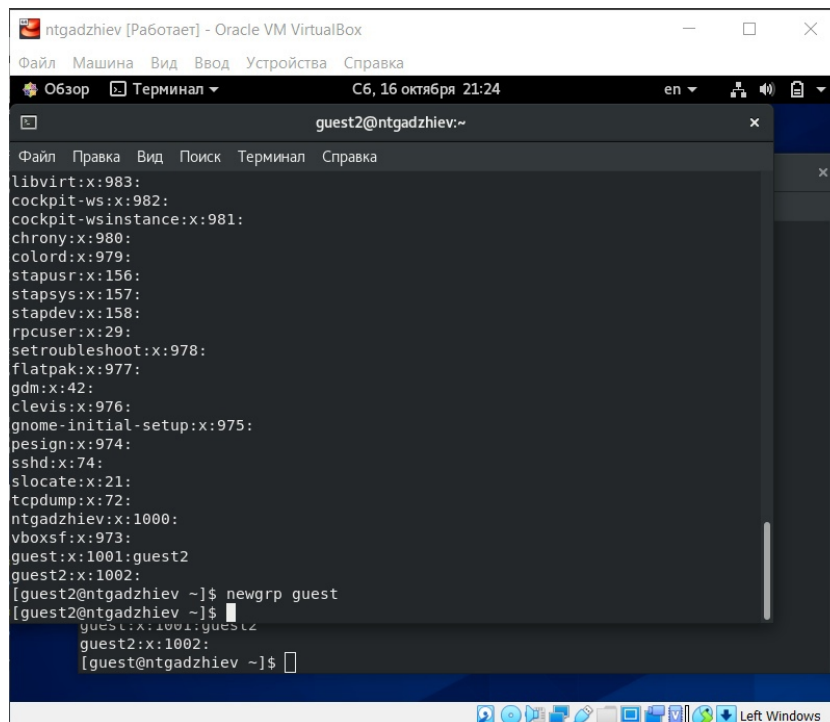 ntgadzhiev [Работает] - Oracle VM VirtualBox
Файл Машина Вид Ввод Устройства Справка
Обзор Терминал Сб, 16 октября 21:24 en
guest2@ntgadzhiev:~
Файл Правка Вид Поиск Терминал Справка
libvirt:x:983:
cockpit-ws:x:982:
cockpit-wsinstance:x:981:
chrony:x:980:
colord:x:979:
stapusr:x:156:
stapsys:x:157:
stapdev:x:158:
rpcuser:x:29:
setroubleshoot:x:978:
flatpak:x:977:
gdm:x:42:
clevis:x:976:
gnome-initial-setup:x:975:
pesign:x:974:
sshd:x:74:
slocate:x:21:
tcpdump:x:72:
ntgadzhiev:x:1000:
vboxsf:x:973:
guest:x:1001:guest2
guest2:x:1002:
[guest2@ntgadzhiev ~]$ newgrp guest
[guest2@ntgadzhiev ~]$
guest:x:1001:guest2
guest2:x:1002:
[guest@ntgadzhiev ~]$
Left Windows